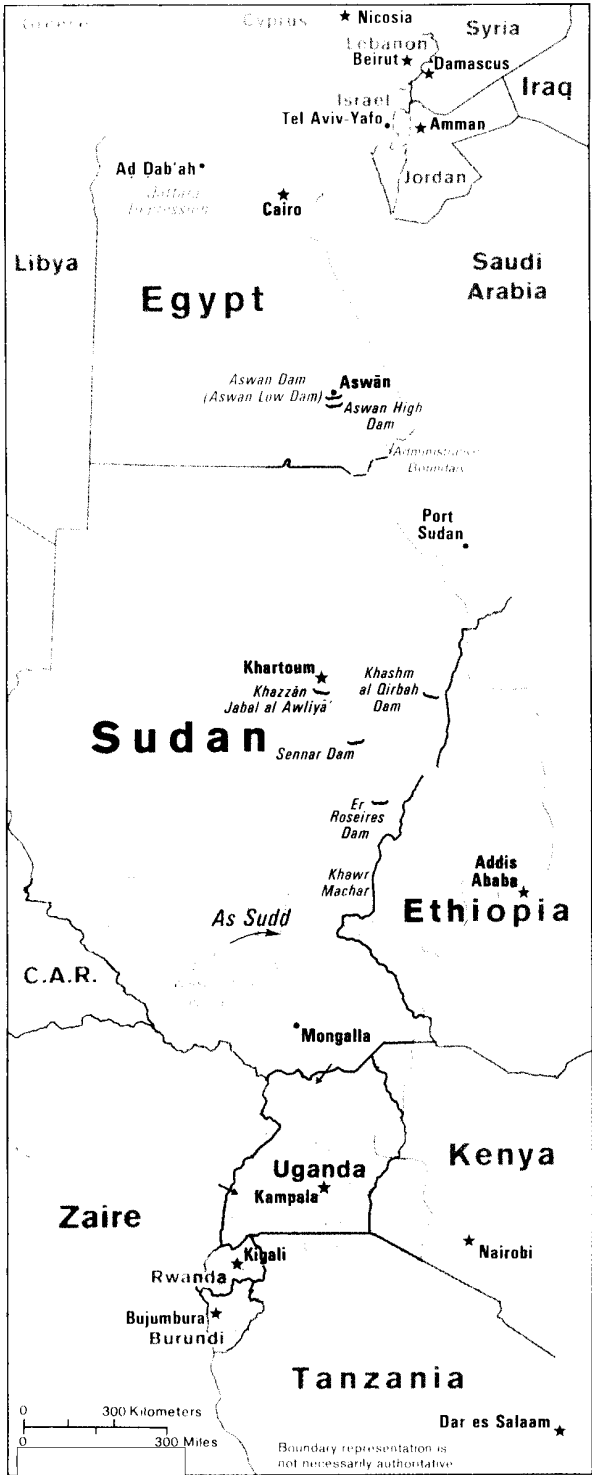 Greece
Cyprus
Nicosia
Syria
Lebanon
Beirut
Damascus
Iraq
Israel
Tel Aviv-Yafo
Amman
Ad Dab'ah
Jordan
Depression
Cairo
Libya
Saudi
Arabia
Egypt
Aswan Dam
(Aswan Low Dam)
Aswān
Aswan High
Dam
Administrative
Boundary
Port
Sudan
Khartoum
Khazzān
Jabal al Awliyā'
Khashm
al Qirbah
Dam
Sudan
Sennar Dam
Er
Roseires
Dam
Khawr
Machar
Addis
Ababa
Ethiopia
As Sudd
C.A.R.
Mongalla
Kenya
Uganda
Kampala
Zaire
Nairobi
Kigali
Rwanda
Bujumbura
Burundi
Tanzania
0 300 Kilometers
0 300 Miles
Dar es Salaam
Boundary representation is
not necessarily authoritative